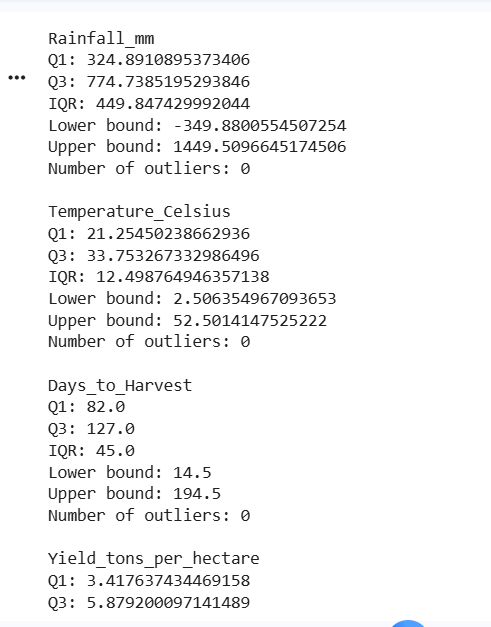 Rainfall_mm
Q1: 324.8910895373406
Q3: 774.7385195293846
IQR: 449.847429992044
Lower bound: -349.8800554507254
Upper bound: 1449.5096645174506
Number of outliers: 0
Temperature_Celsius
Q1: 21.25450238662936
Q3: 33.753267332986496
IQR: 12.498764946357138
Lower bound: 2.506354967093653
Upper bound: 52.5014147525222
Number of outliers: 0
Days_to_Harvest
Q1: 82.0
Q3: 127.0
IQR: 45.0
Lower bound: 14.5
Upper bound: 194.5
Number of outliers: 0
Yield_tons_per_hectare
Q1: 3.417637434469158
Q3: 5.879200097141489